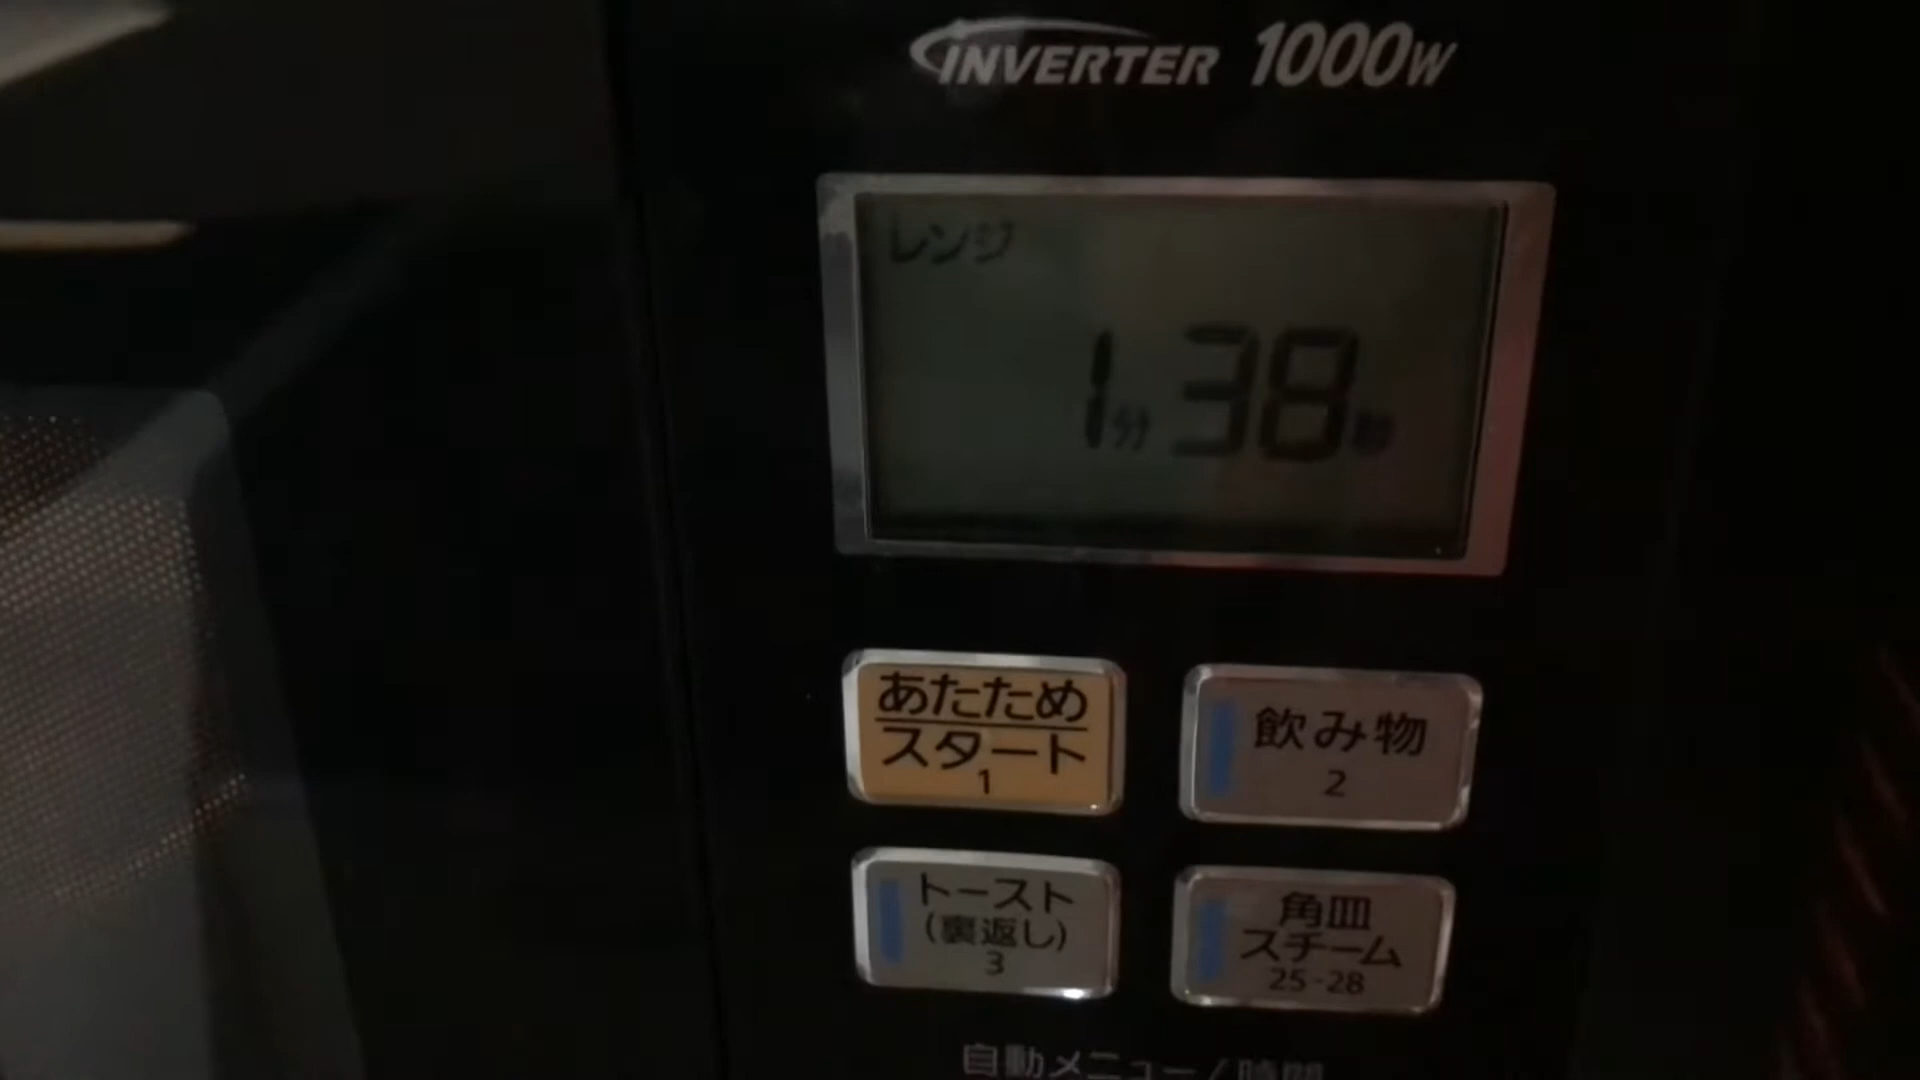 INVERTER 1000W
レンジ
1分38秒
あたため
スタート
1
飲み物
2
トースト
(裏返し)
3
角皿
スチーム
25-28
自動メニュー/時間